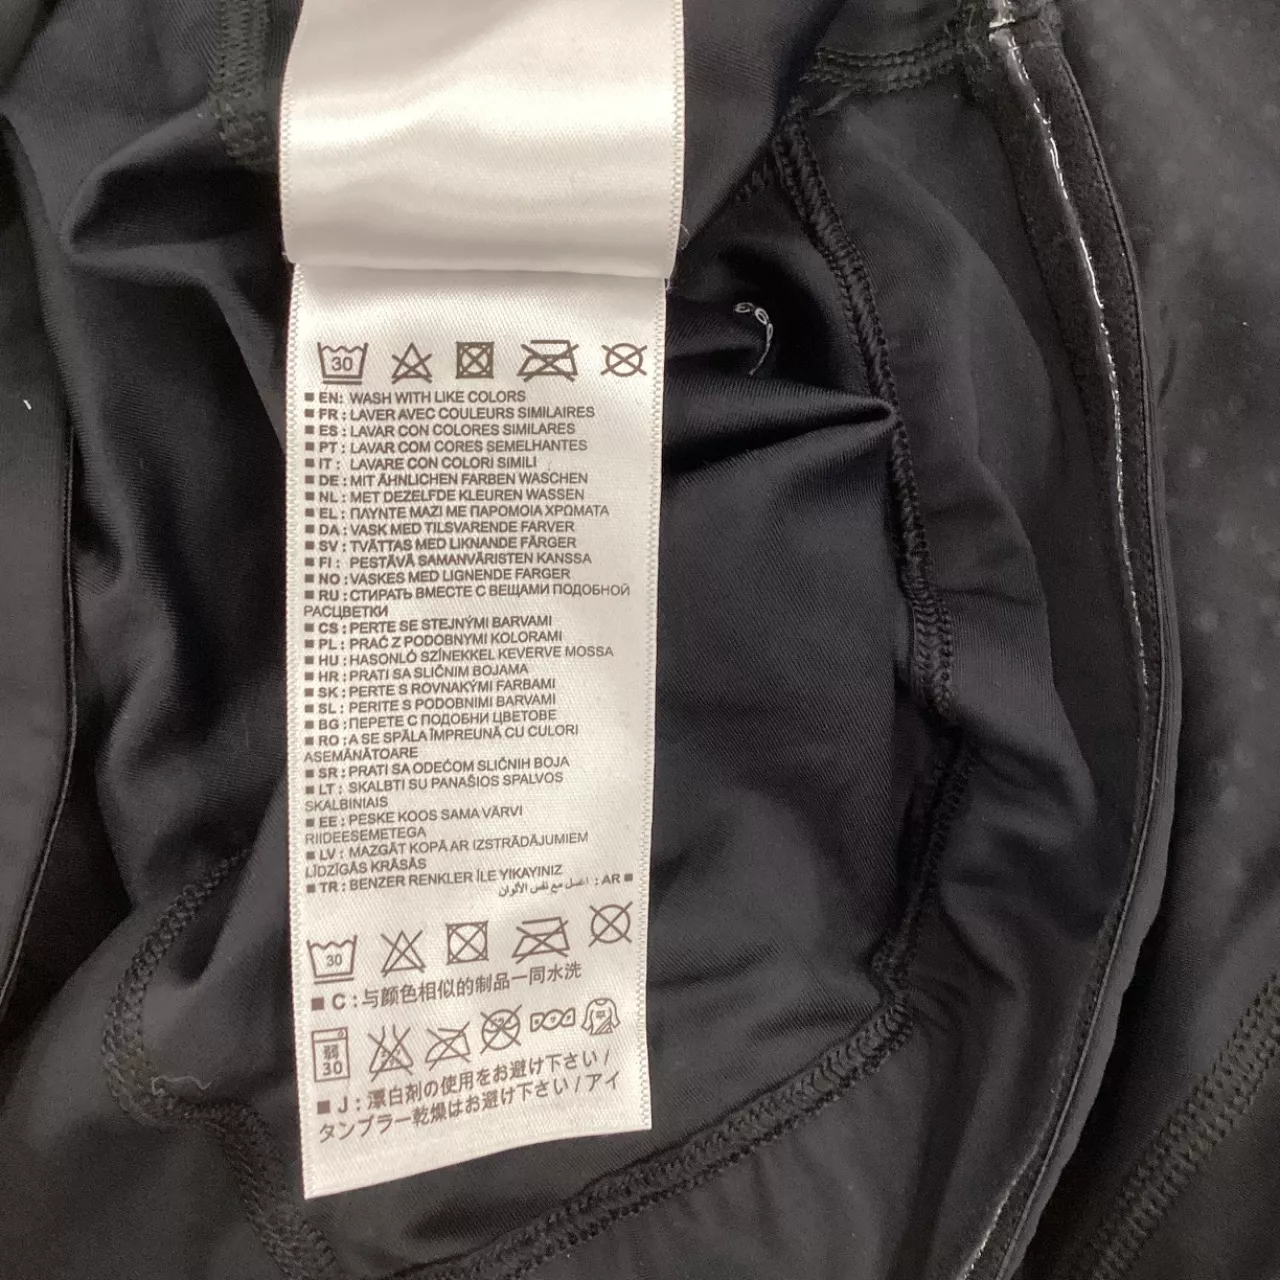 30
■ EN: WASH WITH LIKE COLORS
■ FR : LAVER AVEC COULEURS SIMILAIRES
■ ES : LAVAR CON COLORES SIMILARES
■ PT : LAVAR COM CORES SEMELHANTES
■ IT : LAVARE CON COLORI SIMILI
■ DE : MIT ÄHNLICHEN FARBEN WASCHEN
■ NL : MET DEZELFDE KLEUREN WASSEN
■ EL : ΠΛΥΝΤΕ ΜΑΖΙ ΜΕ ΠΑΡΟΜΟΙΑ ΧΡΩΜΑΤΑ
■ DA : VASK MED TILSVARENDE FARVER
■ SV : TVÄTTAS MED LIKNANDE FÄRGER
■ FI : PESTÄVÄ SAMANVÄRISTEN KANSSA
■ NO : VASKES MED LIGNENDE FARGER
■ RU : СТИРАТЬ ВМЕСТЕ С ВЕЩАМИ ПОДОБНОЙ
РАСЦВЕТКИ
■ CS : PERTE SE STEJNÝMI BARVAMI
■ PL : PRAĆ Z PODOBNYMI KOLORAMI
■ HU : HASONLÓ SZÍNEKKEL KEVERVE MOSSA
■ HR : PRATI SA SLIČNIM BOJAMA
■ SK : PERTE S ROVNAKÝMI FARBAMI
■ SL : PERITE S PODOBNIMI BARVAMI
■ BG : ПЕРЕТЕ С ПОДОБНИ ЦВЕТОВЕ
■ RO : A SE SPĂLA ÎMPREUNĂ CU CULORI
ASEMĂNĂTOARE
■ SR : PRATI SA ODEĆOM SLIČNIH BOJA
■ LT : SKALBTI SU PANAŠIOS SPALVOS
SKALBINIAIS
■ EE : PESKE KOOS SAMA VÄRVI
RIIDEESEMETEGA
■ LV : MAZGĀT KOPĀ AR IZSTRĀDĀJUMIEM
LĪDZĪGĀS KRĀSĀS
■ TR : BENZER RENKLER İLE YIKAYINIZ
■ AR : اغسل مع نفس الألوان
30
■ C : 与颜色相似的制品一同水洗
弱
30
■ J : 漂白剤の使用をお避け下さい /
タンブラー乾燥はお避け下さい / アイ